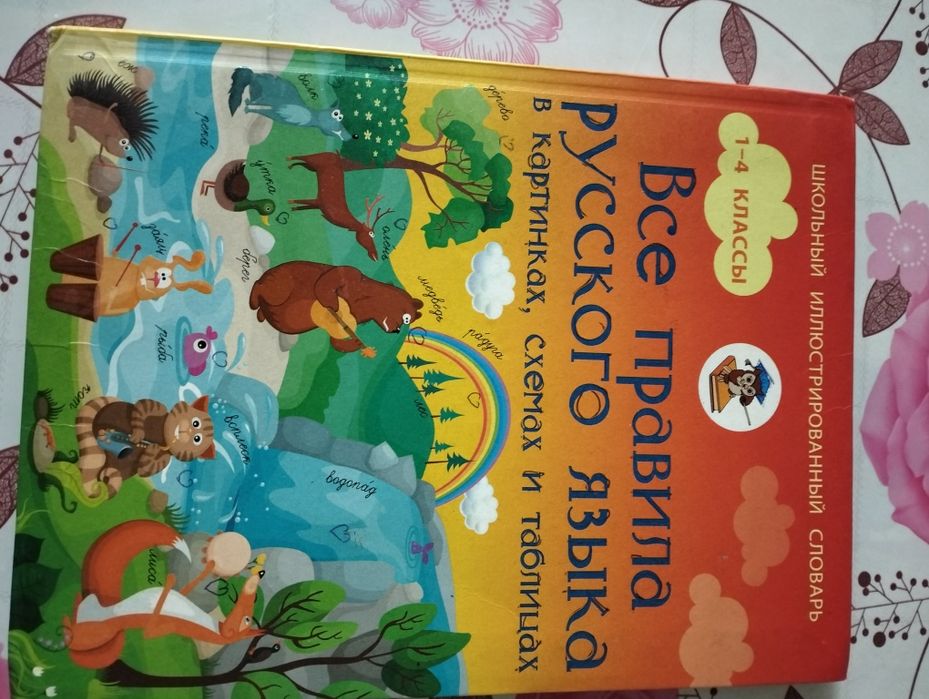 ШКОЛЬНЫЙ ИЛЛЮСТРИРОВАННЫЙ СЛОВАРЬ
1–4 КЛАССЫ
Все правила
русского языка
в картинках, схемах и таблицах
дерево
радуга
лес
медведь
олень
волк
утка
берег
водопад
река
всплеск
рыба
заяц
ёж
кот
лиса